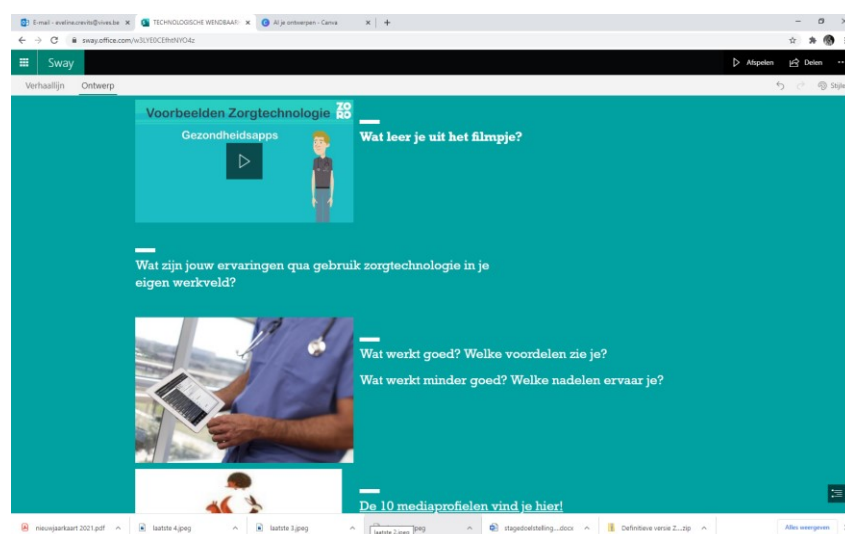 E-mail - eveline.crevits@vives.be
TECHNOLOGISCHE WENDBAAR
Al je ontwerpen - Canva
sway.office.com/w3LYE0CEfhtNYO4z
Sway
Afspelen
Delen
Verhaallijn
Ontwerp
Stijlen
Voorbeelden Zorgtechnologie
ZORO
Gezondheidsapps
Wat leer je uit het filmpje?
Wat zijn jouw ervaringen qua gebruik zorgtechnologie in je
eigen werkveld?
Wat werkt goed? Welke voordelen zie je?
Wat werkt minder goed? Welke nadelen ervaar je?
De 10 mediaprofielen vind je hier!
nieuwjaarkaart 2021.pdf
laatste 4.jpeg
laatste 3.jpeg
laatste 2.jpeg
stagedoelstelling....docx
Definitieve versie Z....zip
Alles weergeven